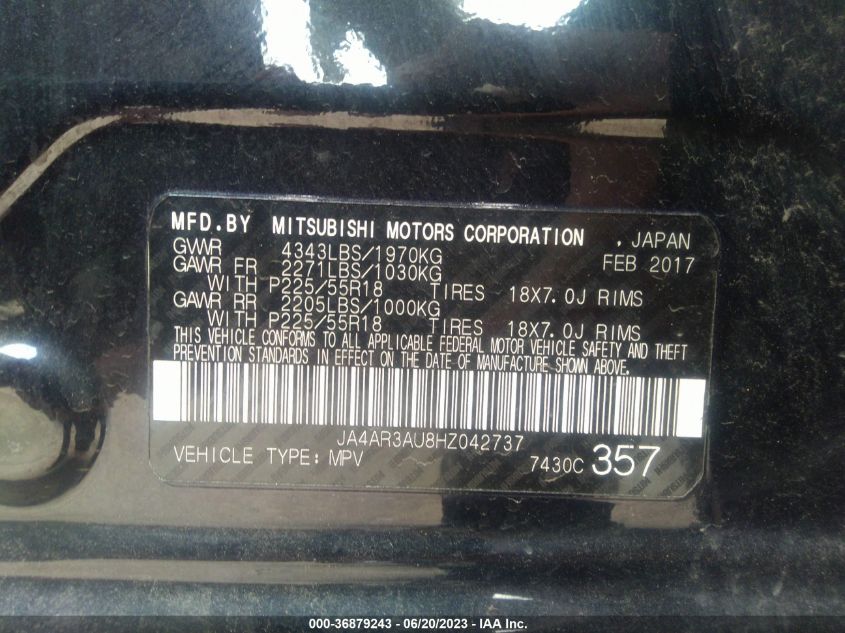 MFD.BY MITSUBISHI MOTORS CORPORATION , JAPAN
GVWR 4343LBS/1970KG FEB 2017
GAWR FR 2271LBS/1030KG
WITH P225/55R18 TIRES 18X7.0J RIMS
GAWR RR 2205LBS/1000KG
WITH P225/55R18 TIRES 18X7.0J RIMS
THIS VEHICLE CONFORMS TO ALL APPLICABLE FEDERAL MOTOR VEHICLE SAFETY AND THEFT
PREVENTION STANDARDS IN EFFECT ON THE DATE OF MANUFACTURE SHOWN ABOVE.
JA4AR3AU8HZ042737
VEHICLE TYPE: MPV 7430C 357
000-36879243 - 06/20/2023 - IAA Inc.